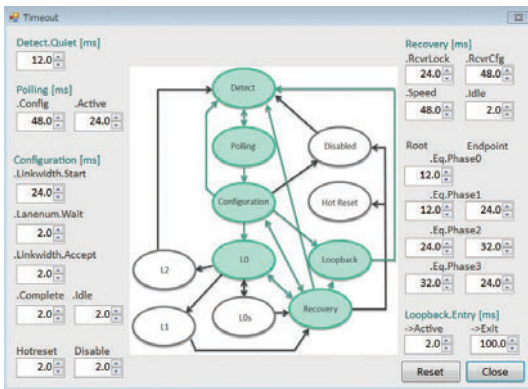 Timeout
Detect.Quiet [ms]
12.0
Polling [ms]
.Config .Active
48.0 24.0
Configuration [ms]
.Linkwidth.Start
24.0
.Lanenum.Wait
2.0
.Linkwidth.Accept
2.0
.Complete .Idle
2.0 2.0
Hotreset Disable
2.0 2.0
Detect
Polling
Disabled
Configuration
Hot Reset
L2
L0
Loopback
L1
L0s
Recovery
Recovery [ms]
.RcvrLock .RcvrCfg
24.0 48.0
.Speed .Idle
48.0 2.0
Root Endpoint
.Eq.Phase0
12.0
.Eq.Phase1
12.0 24.0
.Eq.Phase2
24.0 32.0
.Eq.Phase3
32.0 24.0
Loopback.Entry [ms]
->Active ->Exit
2.0 100.0
Reset Close